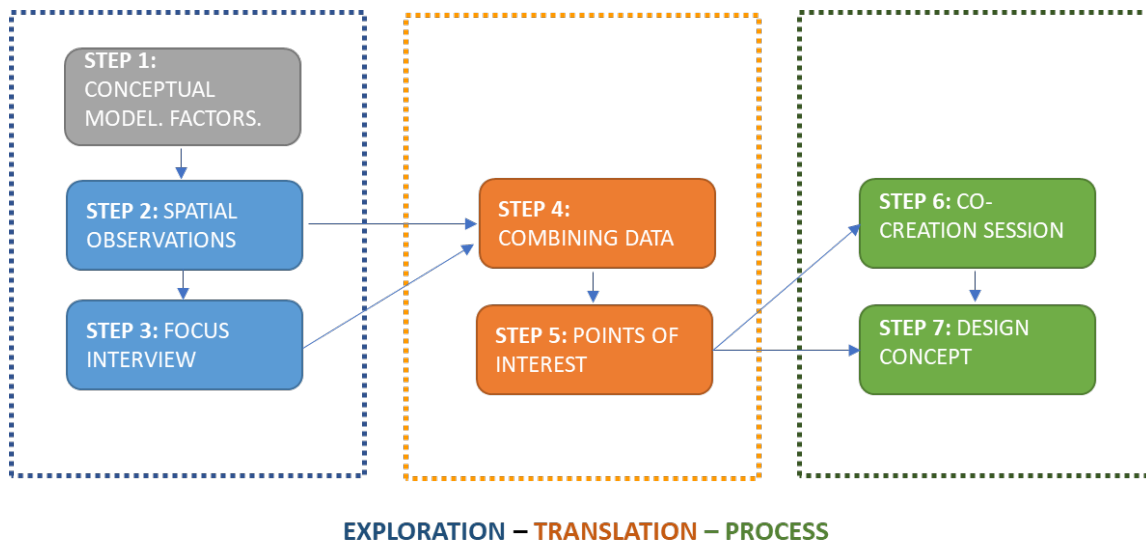 STEP 1:
CONCEPTUAL
MODEL. FACTORS.
STEP 2: SPATIAL
OBSERVATIONS
STEP 3: FOCUS
INTERVIEW
STEP 4:
COMBINING DATA
STEP 5: POINTS OF
INTEREST
STEP 6: CO-
CREATION SESSION
STEP 7: DESIGN
CONCEPT
EXPLORATION – TRANSLATION – PROCESS